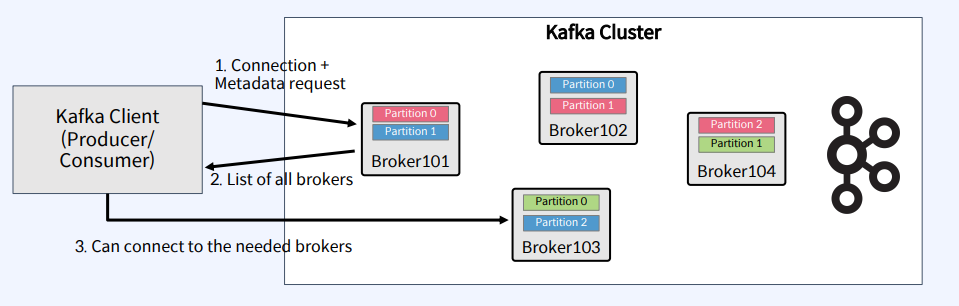 Kafka Cluster
1. Connection +
Metadata request
Kafka Client
(Producer/
Consumer)
2. List of all brokers
3. Can connect to the needed brokers
Partition 0
Partition 1
Broker101
Partition 0
Partition 1
Broker102
Partition 0
Partition 2
Broker103
Partition 2
Partition 1
Broker104